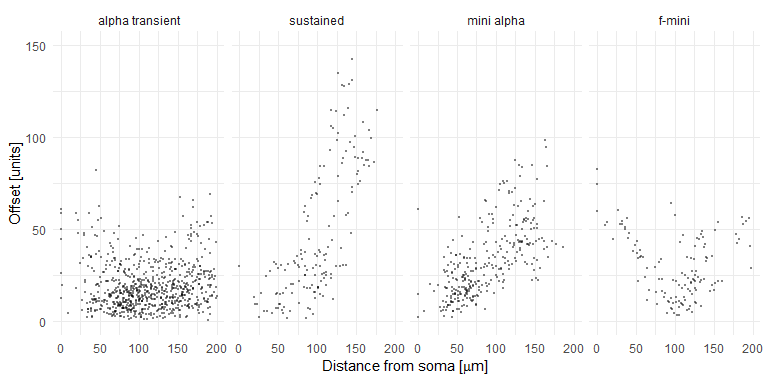 alpha transient sustained mini alpha f-mini
150
100
50
0
Offset [units]
0 50 100 150 200 0 50 100 150 200 0 50 100 150 200 0 50 100 150 200
Distance from soma [μm]